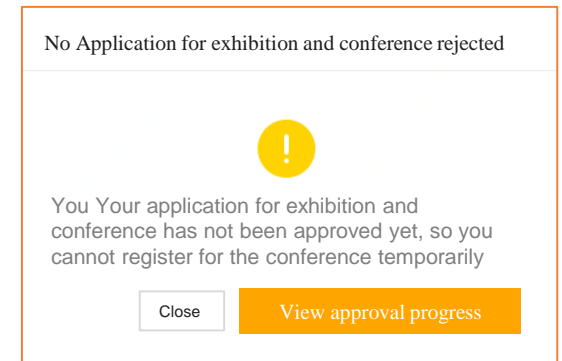 No Application for exhibition and conference rejected
!
You Your application for exhibition and
conference has not been approved yet, so you
cannot register for the conference temporarily
Close
View approval progress